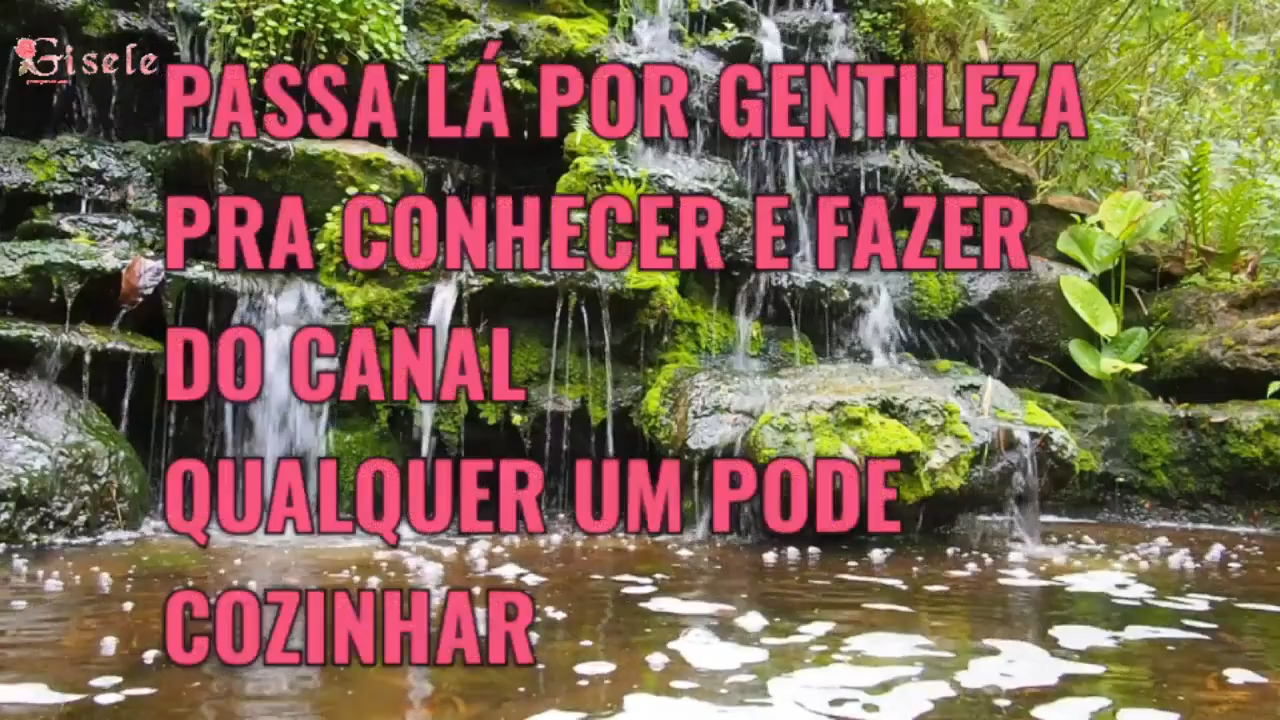 Gisele
PASSA LÁ POR GENTILEZA
PRA CONHECER E FAZER
DO CANAL
QUALQUER UM PODE
COZINHAR